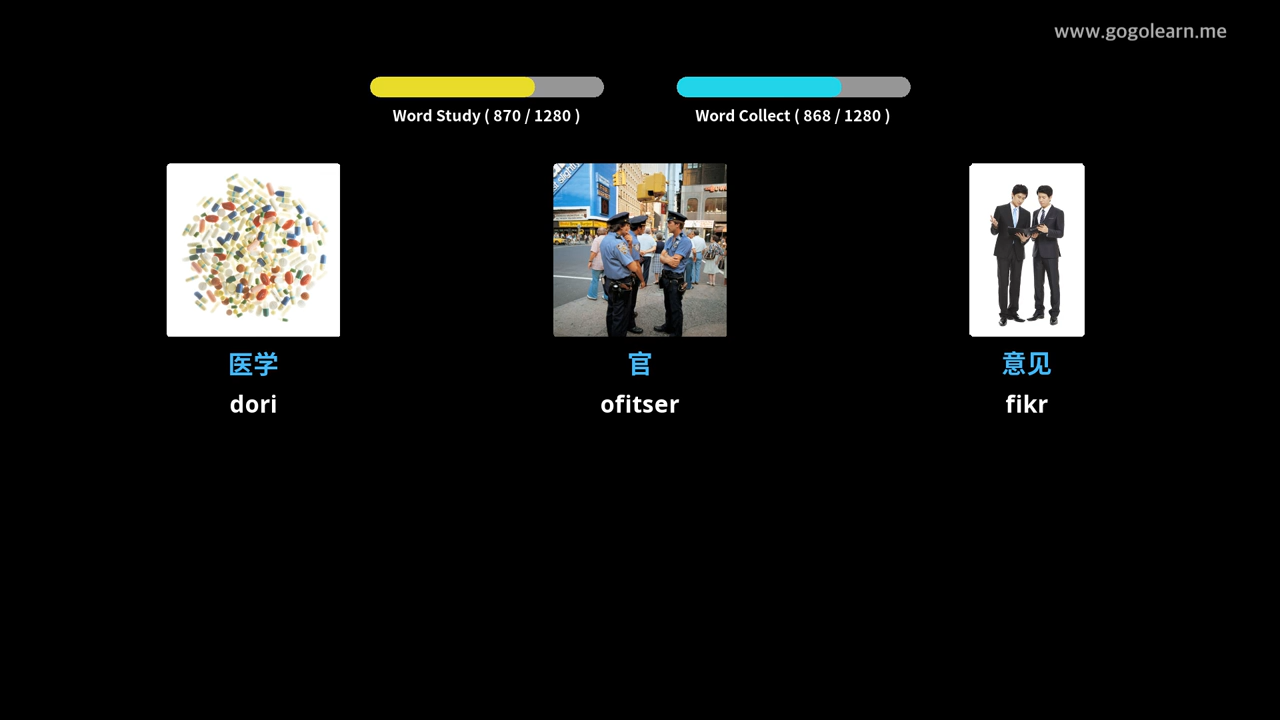 www.gogolearn.me
Word Study ( 870 / 1280 )
Word Collect ( 868 / 1280 )
医学
官
意见
dori
ofitser
fikr